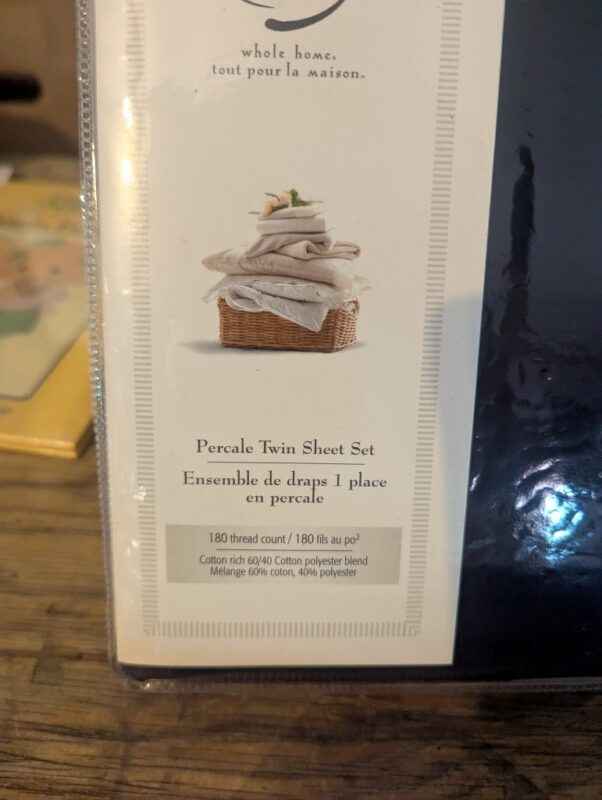 whole home.
tout pour la maison™
Percale Twin Sheet Set
Ensemble de draps 1 place
en percale
180 thread count / 180 fils au po²
Cotton rich 60/40 Cotton polyester blend
Mélange 60% coton, 40% polyester